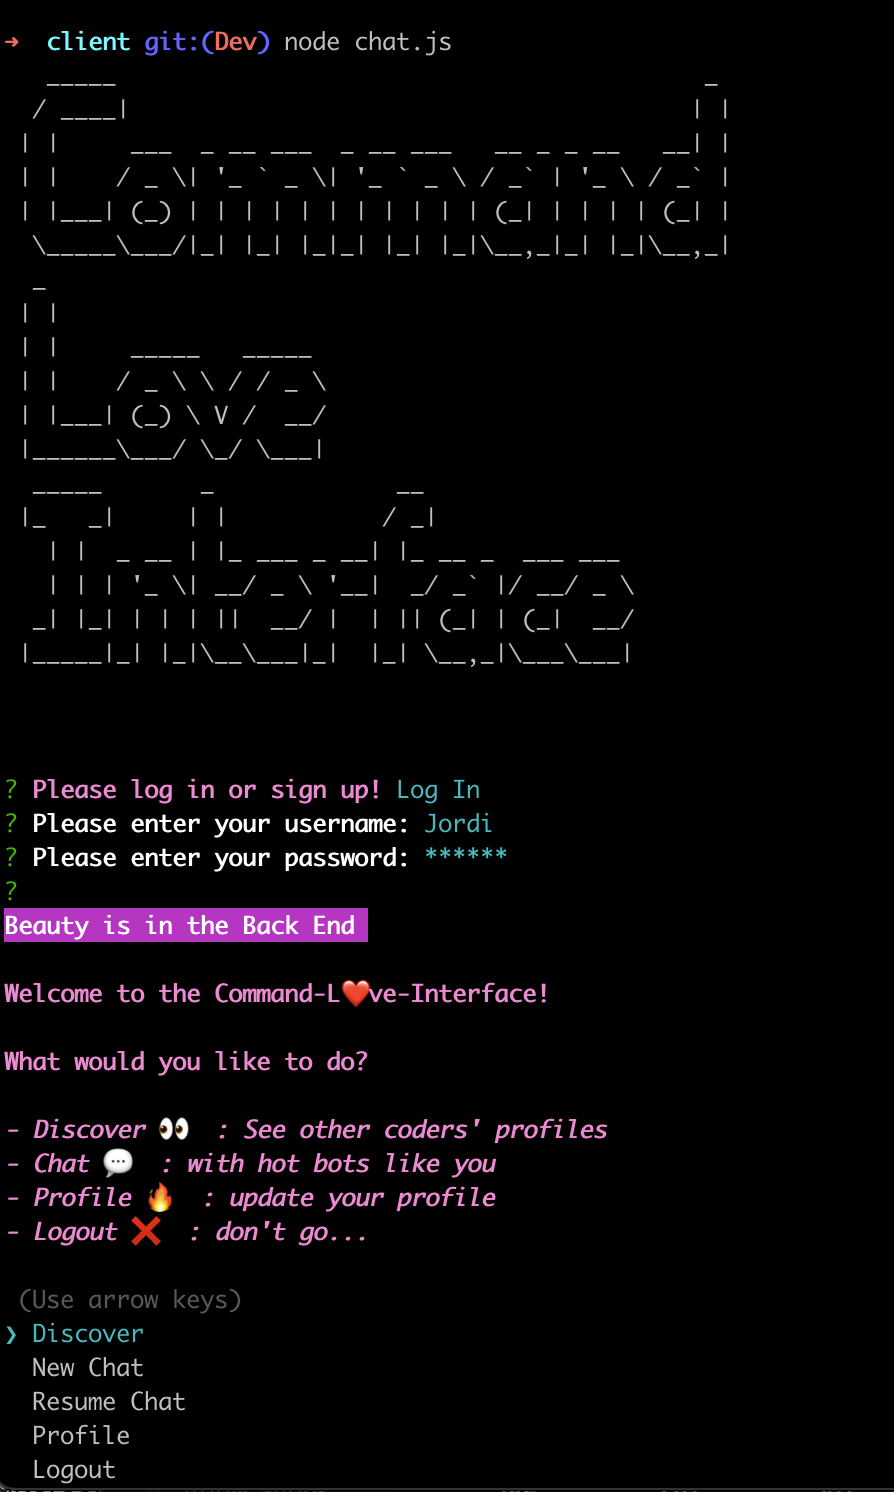 ➜ client git:(Dev) node chat.js
Command
Love
Interface
? Please log in or sign up! Log In
? Please enter your username: Jordi
? Please enter your password: ******
?
Beauty is in the Back End
Welcome to the Command-L❤️ve-Interface!
What would you like to do?
- Discover 👀 : See other coders' profiles
- Chat 💬 : with hot bots like you
- Profile 🔥 : update your profile
- Logout ❌ : don't go...
(Use arrow keys)
❯ Discover
New Chat
Resume Chat
Profile
Logout